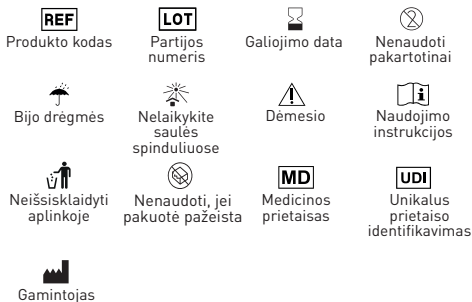 REF LOT
Produkto kodas Partijos numeris Galiojimo data Nenaudoti pakartotinai
2
Bijo drėgmės Nelaikykite saulės spinduliuose Dėmesio Naudojimo instrukcijos
i
Neišsisklaidyti aplinkoje Nenaudoti, jei pakuotė pažeista Medicinos prietaisas Unikalus prietaiso identifikavimas
MD UDI
Gamintojas